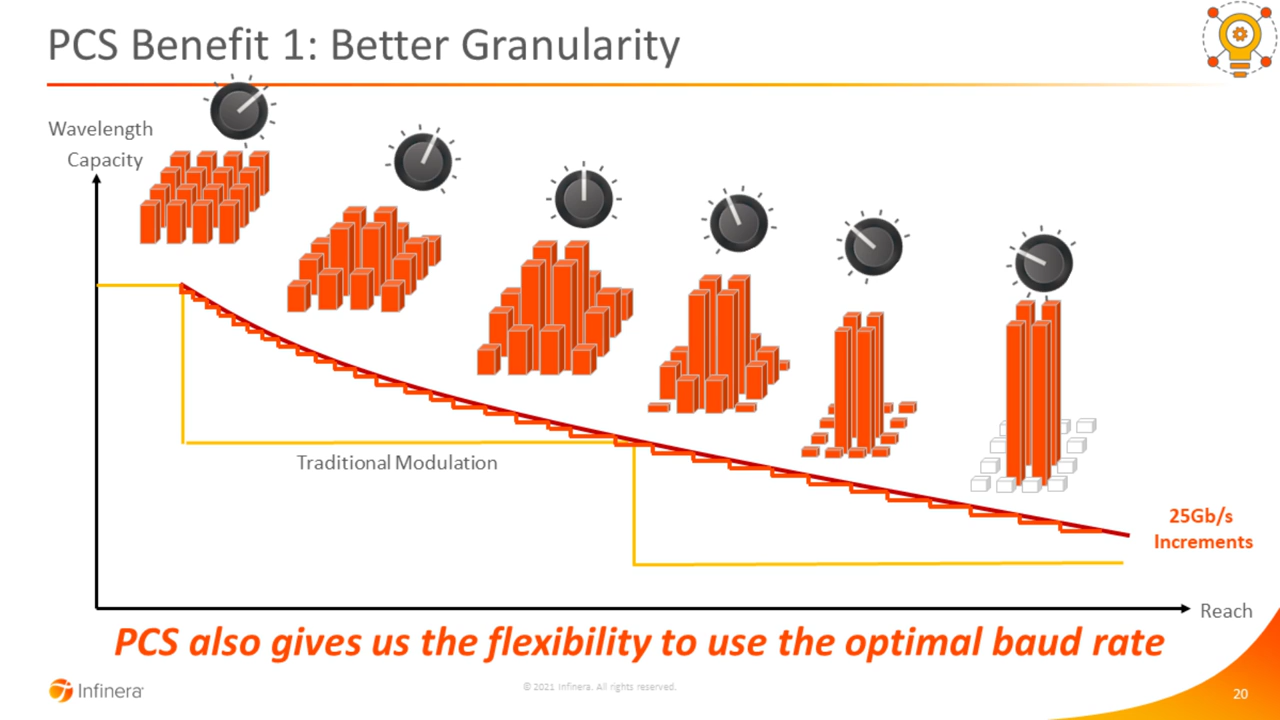 PCS Benefit 1: Better Granularity
Wavelength
Capacity
Traditional Modulation
25Gb/s
Increments
Reach
PCS also gives us the flexibility to use the optimal baud rate
Infinera
© 2021 Infinera. All rights reserved.
20